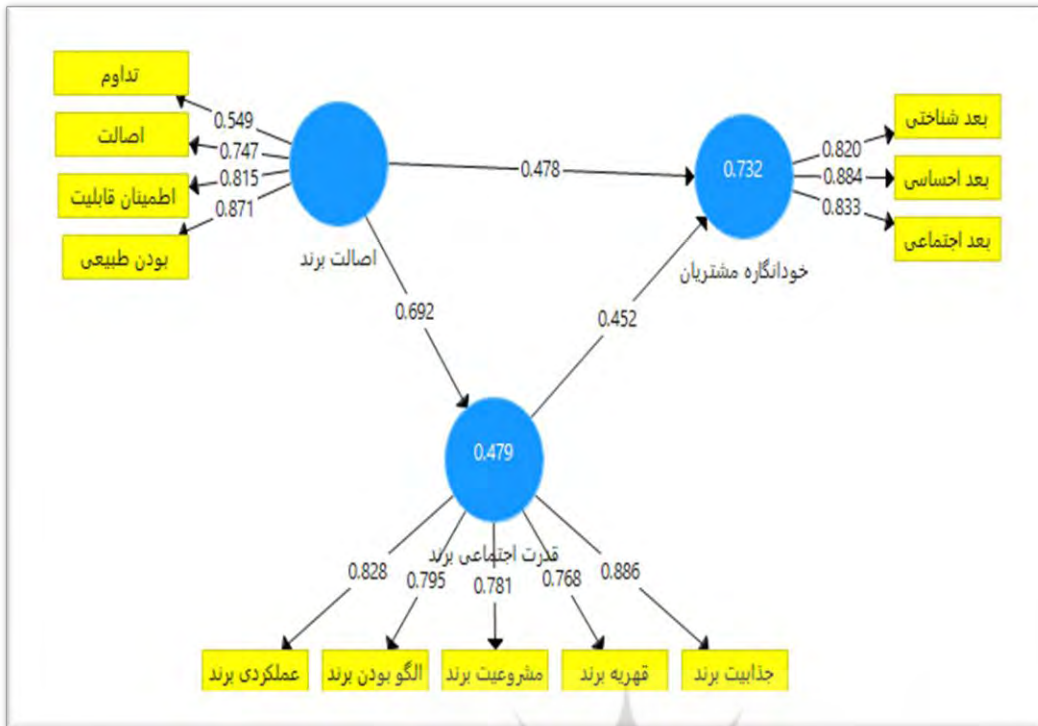 تداوم
0.549
اصالت
0.747
اطمینان قابلیت
0.815
بودن طبیعی
0.871
اصالت برند
0.478
0.732
خودانگاره مشتریان
0.820
بعد شناختی
0.884
بعد احساسی
0.833
بعد اجتماعی
0.692
0.452
0.479
قدرت اجتماعی برند
0.828
0.795
0.781
0.768
0.886
عملکردی برند
الگو بودن برند
مشروعیت برند
قهریه برند
جذابیت برند